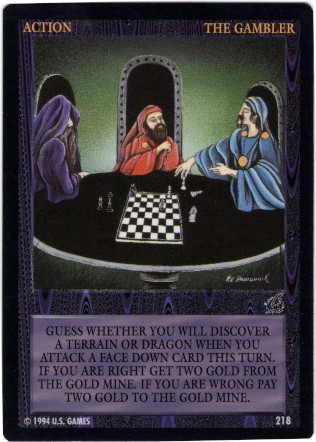 ACTION THE GAMBLER
GUESS WHETHER YOU WILL DISCOVER
A TERRAIN OR DRAGON WHEN YOU
ATTACK A FACE DOWN CARD THIS TURN.
IF YOU ARE RIGHT GET TWO GOLD FROM
THE GOLD MINE. IF YOU ARE WRONG PAY
TWO GOLD TO THE GOLD MINE.
© 1994 U.S. GAMES 218